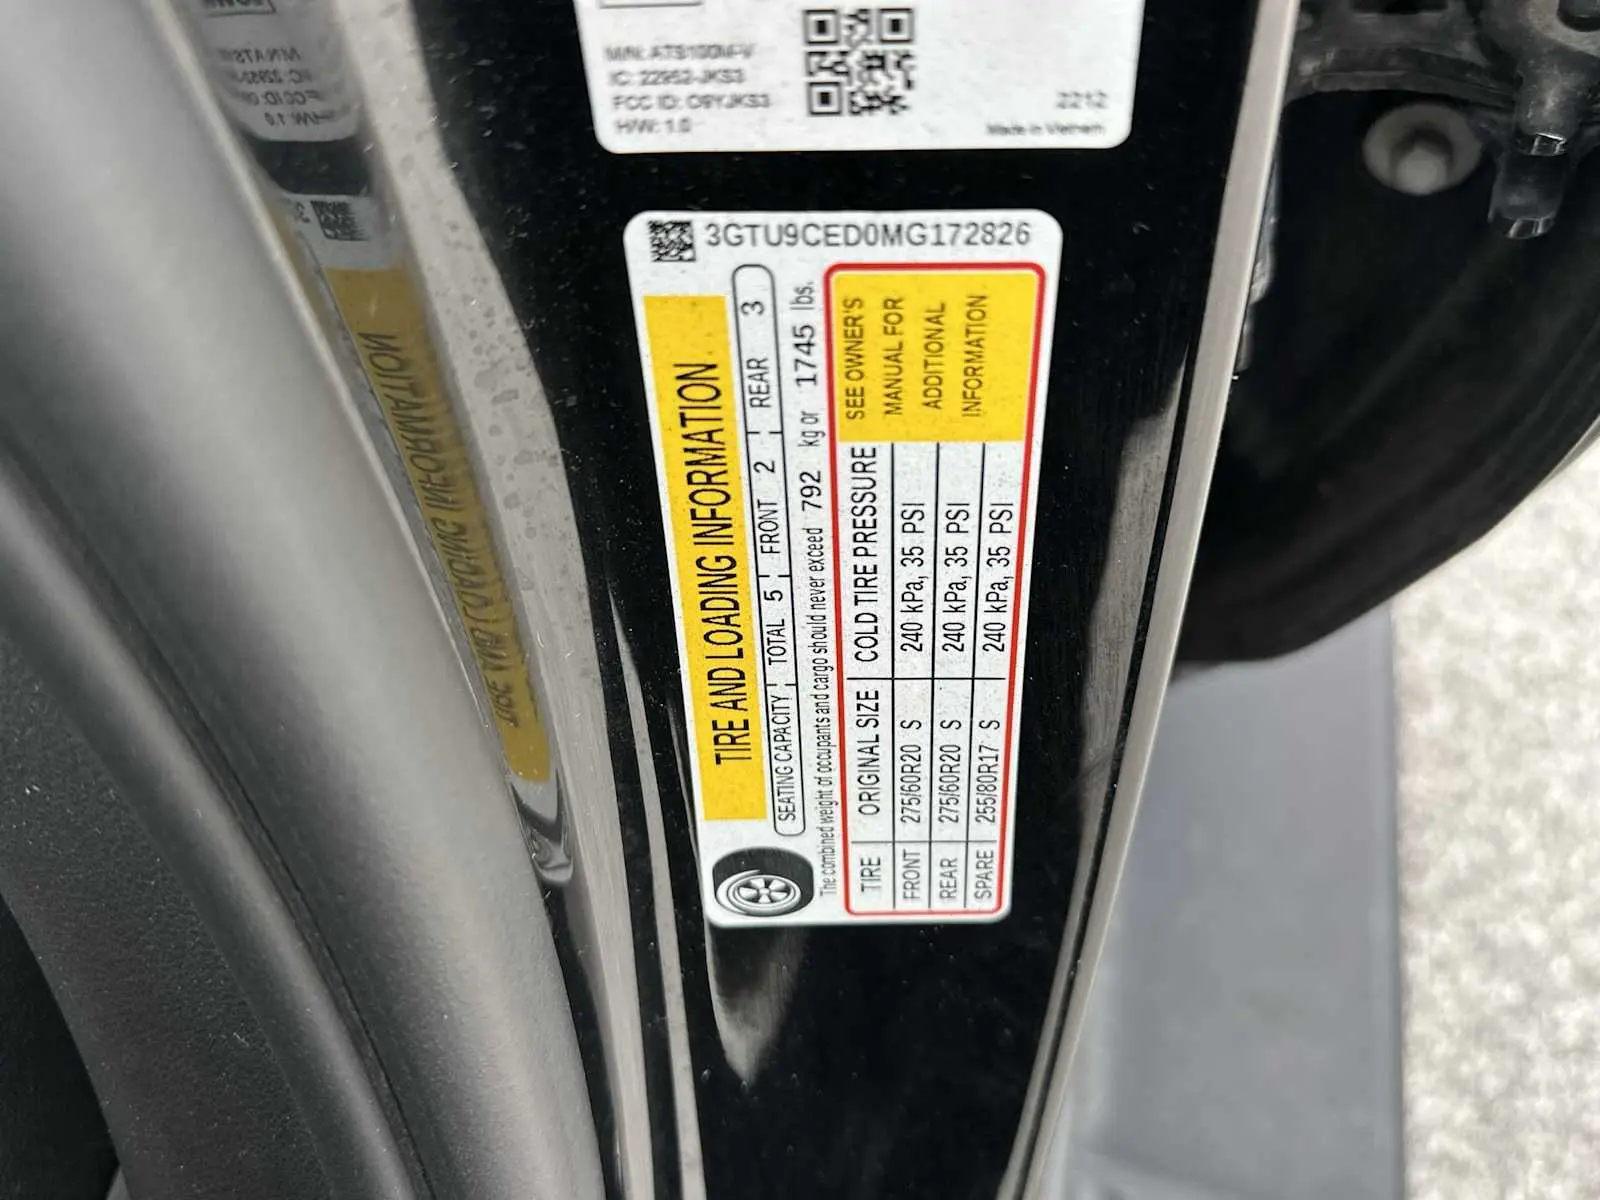 M/N: ATS100M-V
IC: 22952-JKS3
FCC ID: O9YJKS3
H/W: 1.0
2212
Made in Vietnam
3GTU9CED0MG172826
TIRE AND LOADING INFORMATION
SEATING CAPACITY TOTAL 5 FRONT 2 REAR 3
The combined weight of occupants and cargo should never exceed 792 kg or 1745 lbs.
TIRE ORIGINAL SIZE COLD TIRE PRESSURE
FRONT 275/60R20 S 240 kPa, 35 PSI
REAR 275/60R20 S 240 kPa, 35 PSI
SPARE 255/80R17 S 240 kPa, 35 PSI
SEE OWNER'S
MANUAL FOR
ADDITIONAL
INFORMATION